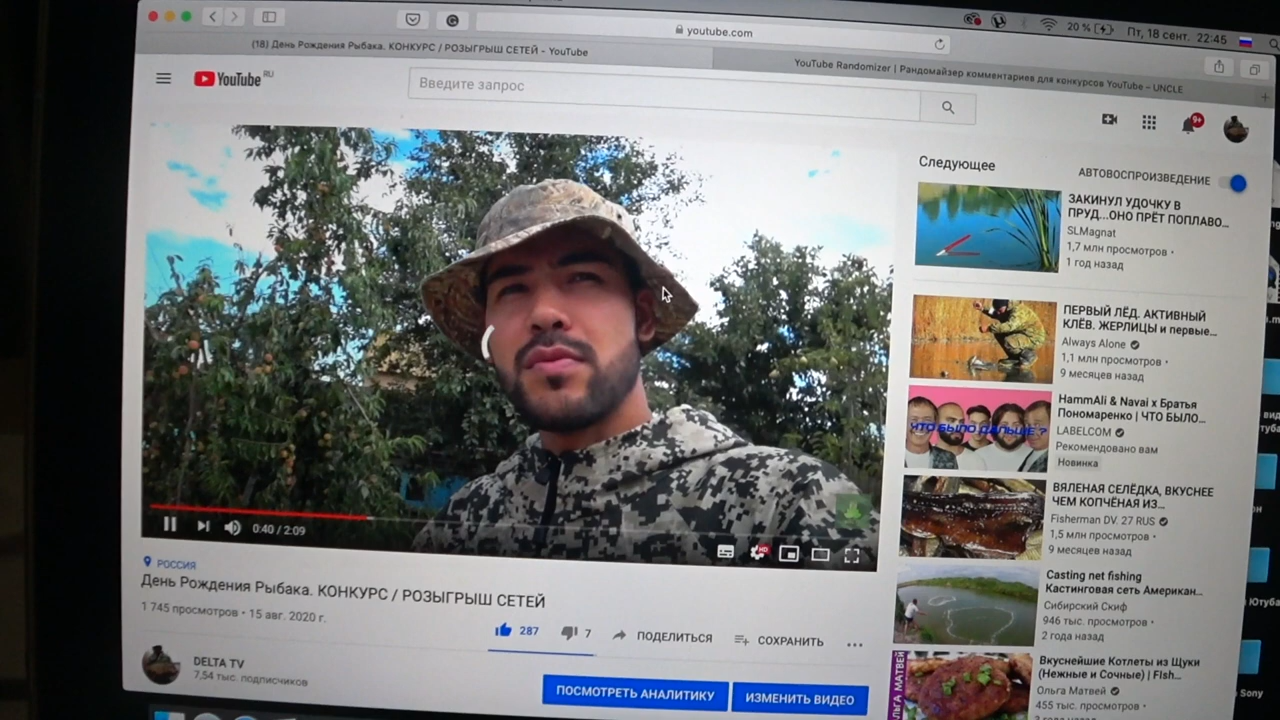 youtube.com
20 %
Пт, 18 сент. 22:45
(18) День Рождения Рыбака. КОНКУРС / РОЗЫГРЫШ СЕТЕЙ - YouTube
YouTube Randomizer | Рандомайзер комментариев для конкурсов YouTube – UNCLE
YouTube RU
Введите запрос
9+
Следующее
АВТОВОСПРОИЗВЕДЕНИЕ
ЗАКИНУЛ УДОЧКУ В
ПРУД...ОНО ПРЁТ ПОПЛАВО...
SLMagnat
1,7 млн просмотров •
1 год назад
ПЕРВЫЙ ЛЁД. АКТИВНЫЙ
КЛЁВ. ЖЕРЛИЦЫ и первые...
Always Alone
1,1 млн просмотров •
9 месяцев назад
ЧТО БЫЛО ДАЛЬШЕ ?
HammAli & Navai x Братья
Пономаренко | ЧТО БЫЛО...
LABELCOM
Рекомендовано вам
Новинка
ВЯЛЕНАЯ СЕЛЁДКА, ВКУСНЕЕ
ЧЕМ КОПЧЁНАЯ ИЗ...
Fisherman DV. 27 RUS
1,5 млн просмотров •
9 месяцев назад
Casting net fishing
Кастинговая сеть Американ...
Сибирский Скиф
946 тыс. просмотров •
2 года назад
Вкуснейшие Котлеты из Щуки
(Нежные и Сочные) | Fish...
Ольга Матвей
455 тыс. просмотров •
0:40 / 2:09
HD
РОССИЯ
День Рождения Рыбака. КОНКУРС / РОЗЫГРЫШ СЕТЕЙ
1 745 просмотров • 15 авг. 2020 г.
287
7
ПОДЕЛИТЬСЯ
СОХРАНИТЬ
DELTA TV
7,54 тыс. подписчиков
ПОСМОТРЕТЬ АНАЛИТИКУ
ИЗМЕНИТЬ ВИДЕО
Sony